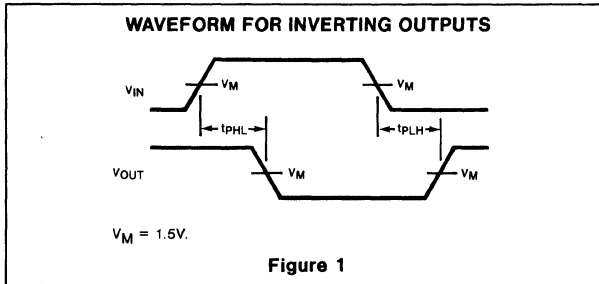 WAVEFORM FOR INVERTING OUTPUTS
VIN
VM
VM
tPHL
tPLH
VOUT
VM
VM
VM = 1.5V.
Figure 1